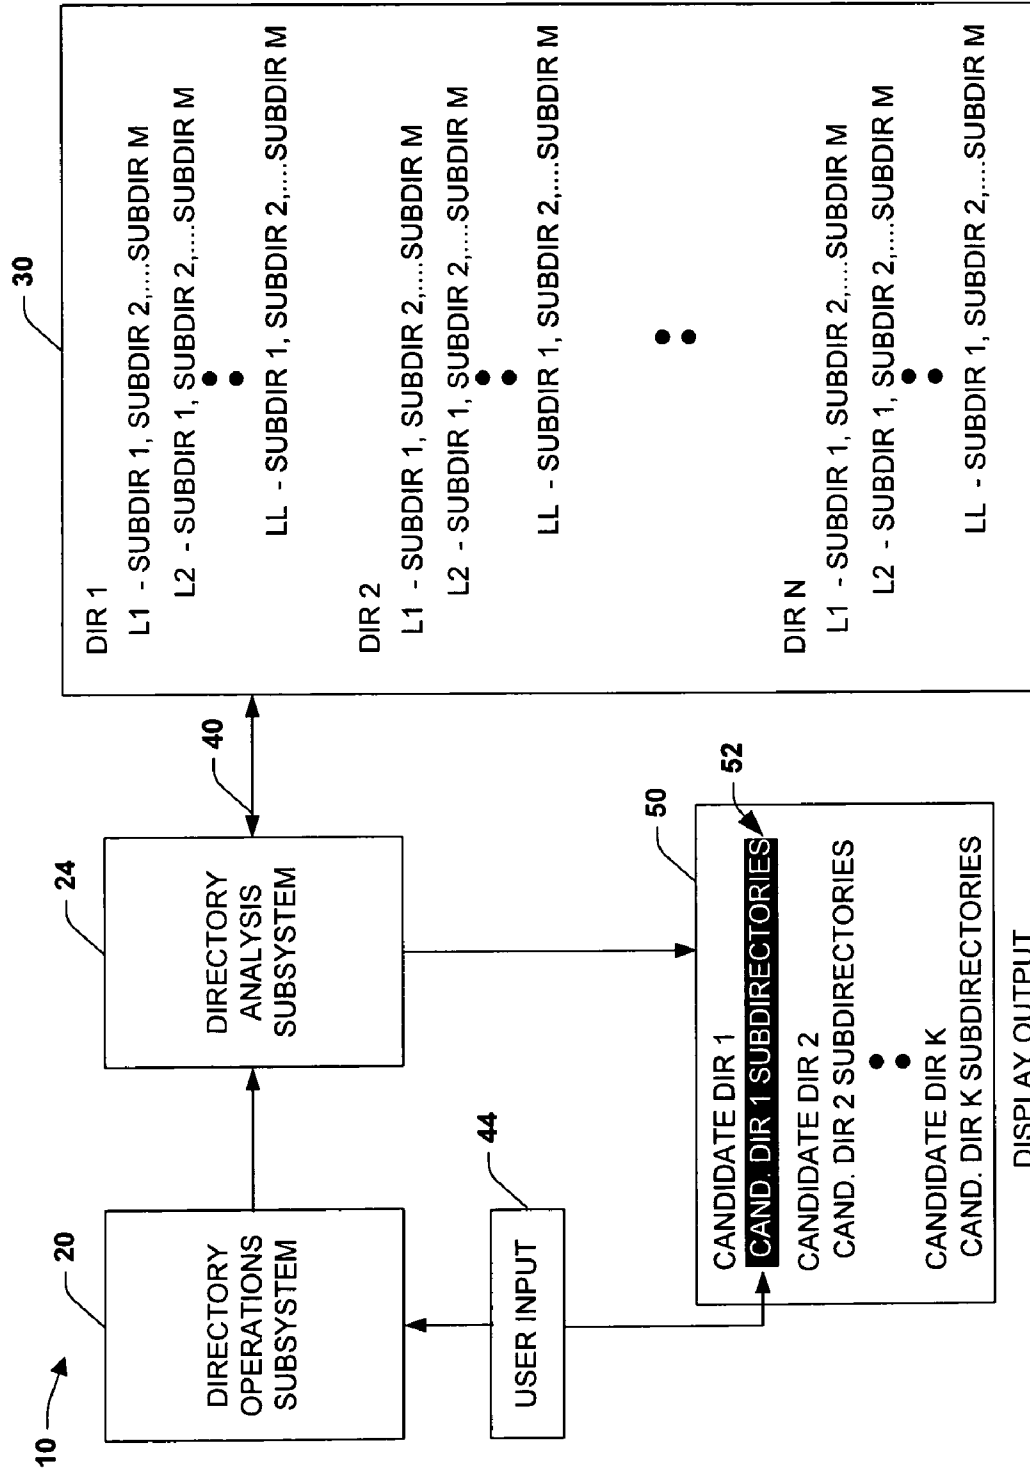 10
20
DIRECTORY
OPERATIONS
SUBSYSTEM
24
DIRECTORY
ANALYSIS
SUBSYSTEM
40
30
DIR 1
L1 - SUBDIR 1, SUBDIR 2,....SUBDIR M
L2 - SUBDIR 1, SUBDIR 2,....SUBDIR M
LL - SUBDIR 1, SUBDIR 2,....SUBDIR M
DIR 2
L1 - SUBDIR 1, SUBDIR 2,....SUBDIR M
L2 - SUBDIR 1, SUBDIR 2,....SUBDIR M
LL - SUBDIR 1, SUBDIR 2,....SUBDIR M
DIR N
L1 - SUBDIR 1, SUBDIR 2,....SUBDIR M
L2 - SUBDIR 1, SUBDIR 2,....SUBDIR M
LL - SUBDIR 1, SUBDIR 2,....SUBDIR M
44
USER INPUT
50
52
CANDIDATE DIR 1
CAND. DIR 1 SUBDIRECTORIES
CANDIDATE DIR 2
CAND. DIR 2 SUBDIRECTORIES
CANDIDATE DIR K
CAND. DIR K SUBDIRECTORIES
DISPLAY OUTPUT